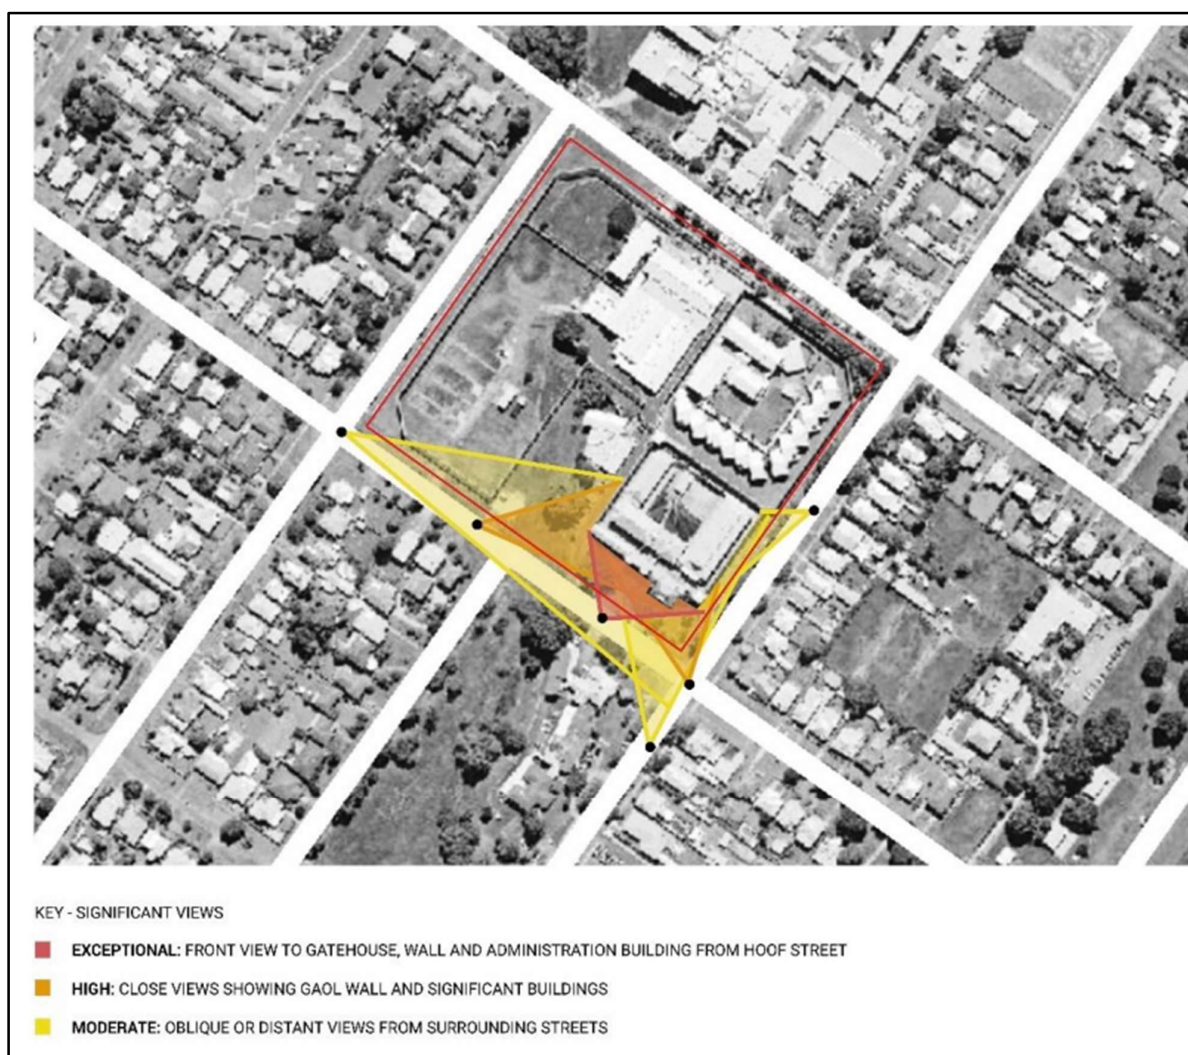 KEY - SIGNIFICANT VIEWS
EXCEPTIONAL: FRONT VIEW TO GATEHOUSE, WALL AND ADMINISTRATION BUILDING FROM HOOF STREET
HIGH: CLOSE VIEWS SHOWING GAOL WALL AND SIGNIFICANT BUILDINGS
MODERATE: OBLIQUE OR DISTANT VIEWS FROM SURROUNDING STREETS